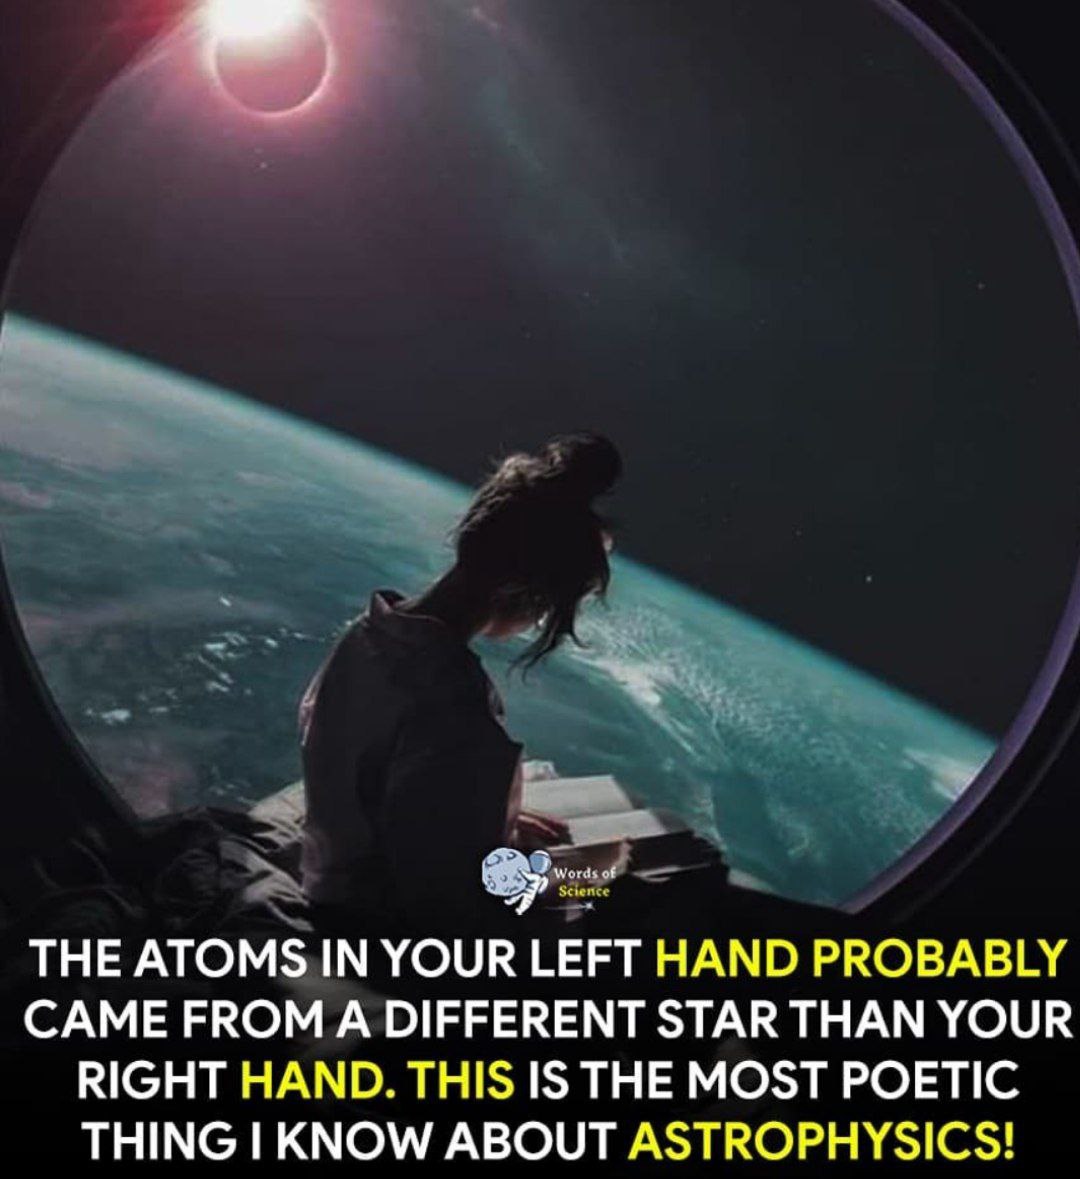 Words of
Science
THE ATOMS IN YOUR LEFT HAND PROBABLY
CAME FROM A DIFFERENT STAR THAN YOUR
RIGHT HAND. THIS IS THE MOST POETIC
THING I KNOW ABOUT ASTROPHYSICS!